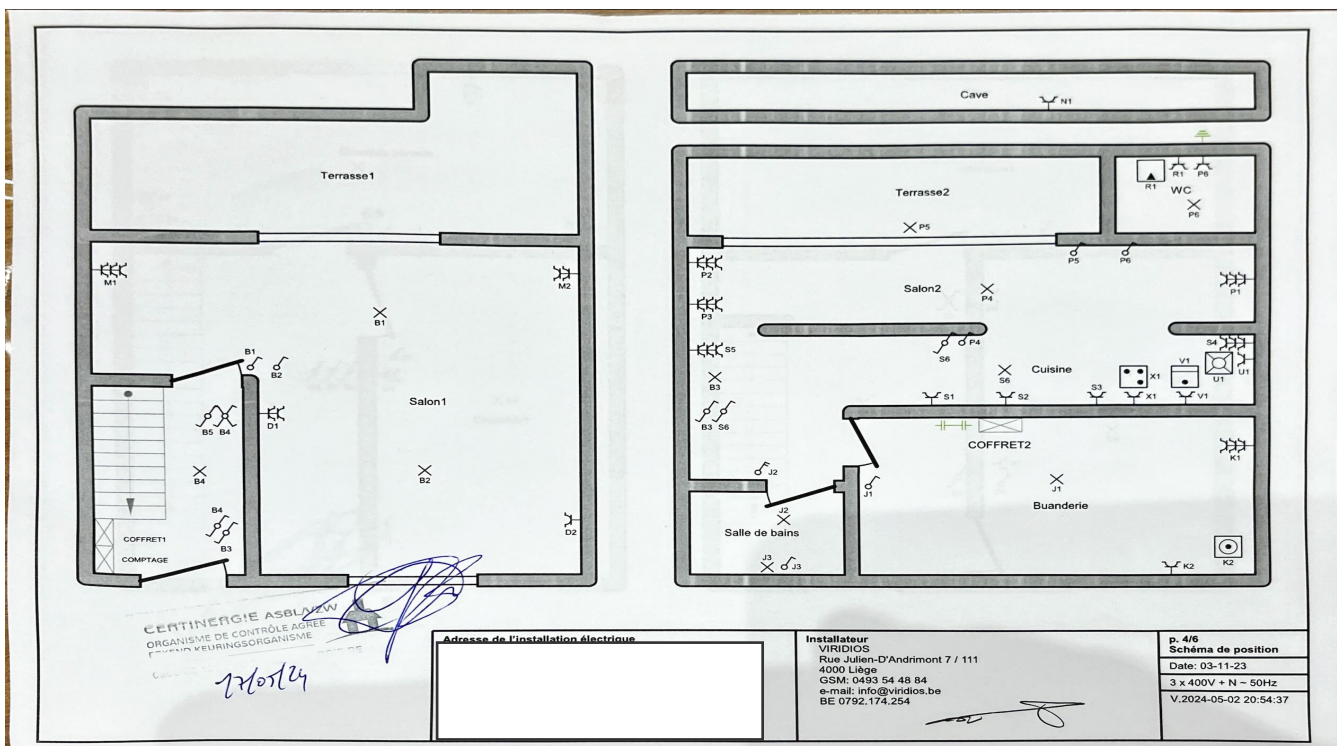 Terrasse1
M1
M2
B1
B1
B2
B5 B4
D1
Salon1
B4
B2
B4
B3
D2
COFFRET1
COMPTAGE
Cave
N1
Terrasse2
R1
R1 P6
WC
P6
P5
P5
P6
P2
Salon2
P4
P1
P3
S6
P4
S5
S4
B3
S6
Cuisine
X1
V1
U1
U1
B3 S6
S1
S2
S3
X1
V1
COFFRET2
K1
J2
J1
J1
Buanderie
J2
Salle de bains
J3
J3
K2
K2
CERTINERGIE ASBL/VZW
ORGANISME DE CONTRÔLE AGRÉÉ
ERKEND KEURINGSORGANISME
17/05/24
Adresse de l'installation électrique
Installateur
VIRIDIOS
Rue Julien-D'Andrimont 7 / 111
4000 Liège
GSM: 0493 54 48 84
e-mail: info@viridios.be
BE 0792.174.254
p. 4/6
Schéma de position
Date: 03-11-23
3 x 400V + N ~ 50Hz
V.2024-05-02 20:54:37